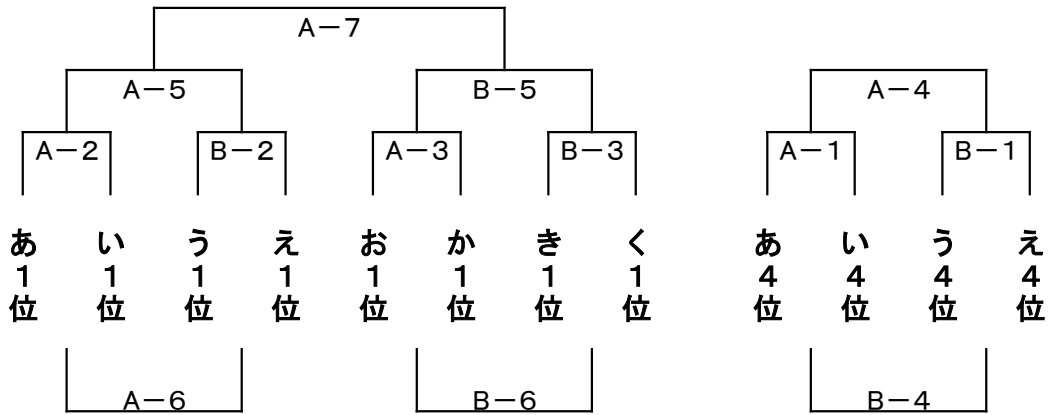 A－7
A－5
B－5
A－4
A－2
B－2
A－3
B－3
A－1
B－1
あ1位
い1位
う1位
え1位
お1位
か1位
き1位
く1位
あ4位
い4位
う4位
え4位
A－6
B－6
B－4